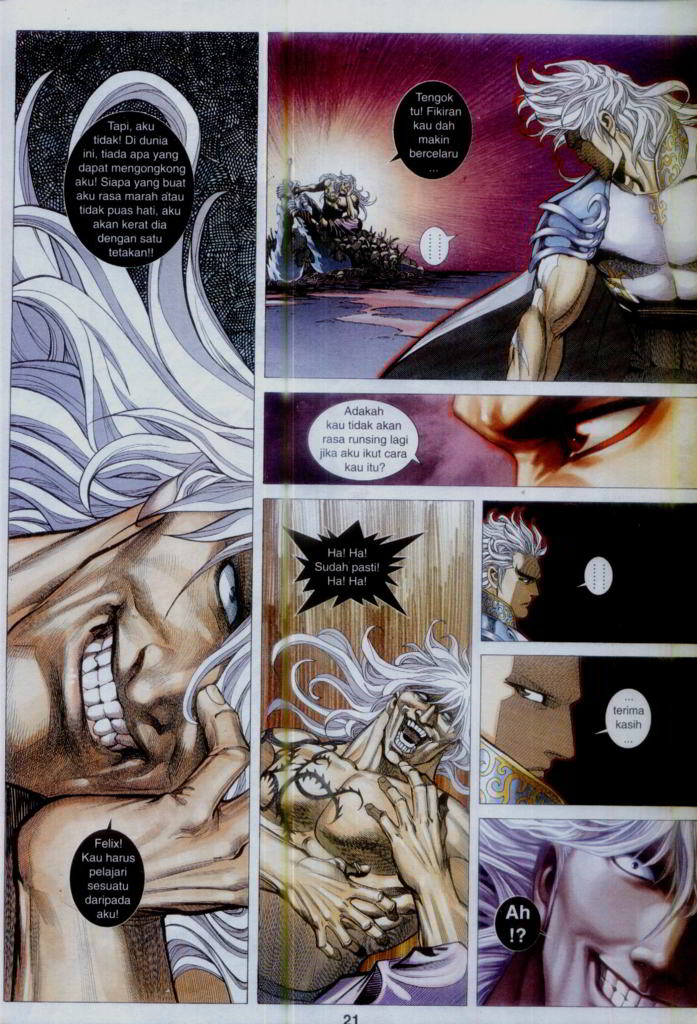 Tapi, aku
tidak! Di dunia
ini, tiada apa yang
dapat mengongkong
aku! Siapa yang buat
aku rasa marah atau
tidak puas hati, aku
akan kerat dia
dengan satu
tetakan!!
Felix!
Kau harus
pelajari
sesuatu
daripada
aku!
Tengok
tu! Fikiran
kau dah
makin
bercelaru
...
......
Adakah
kau tidak akan
rasa runsing lagi
jika aku ikut cara
kau itu?
Ha! Ha!
Sudah pasti!
Ha! Ha!
......
...
terima
kasih
...
Ah
!?
21